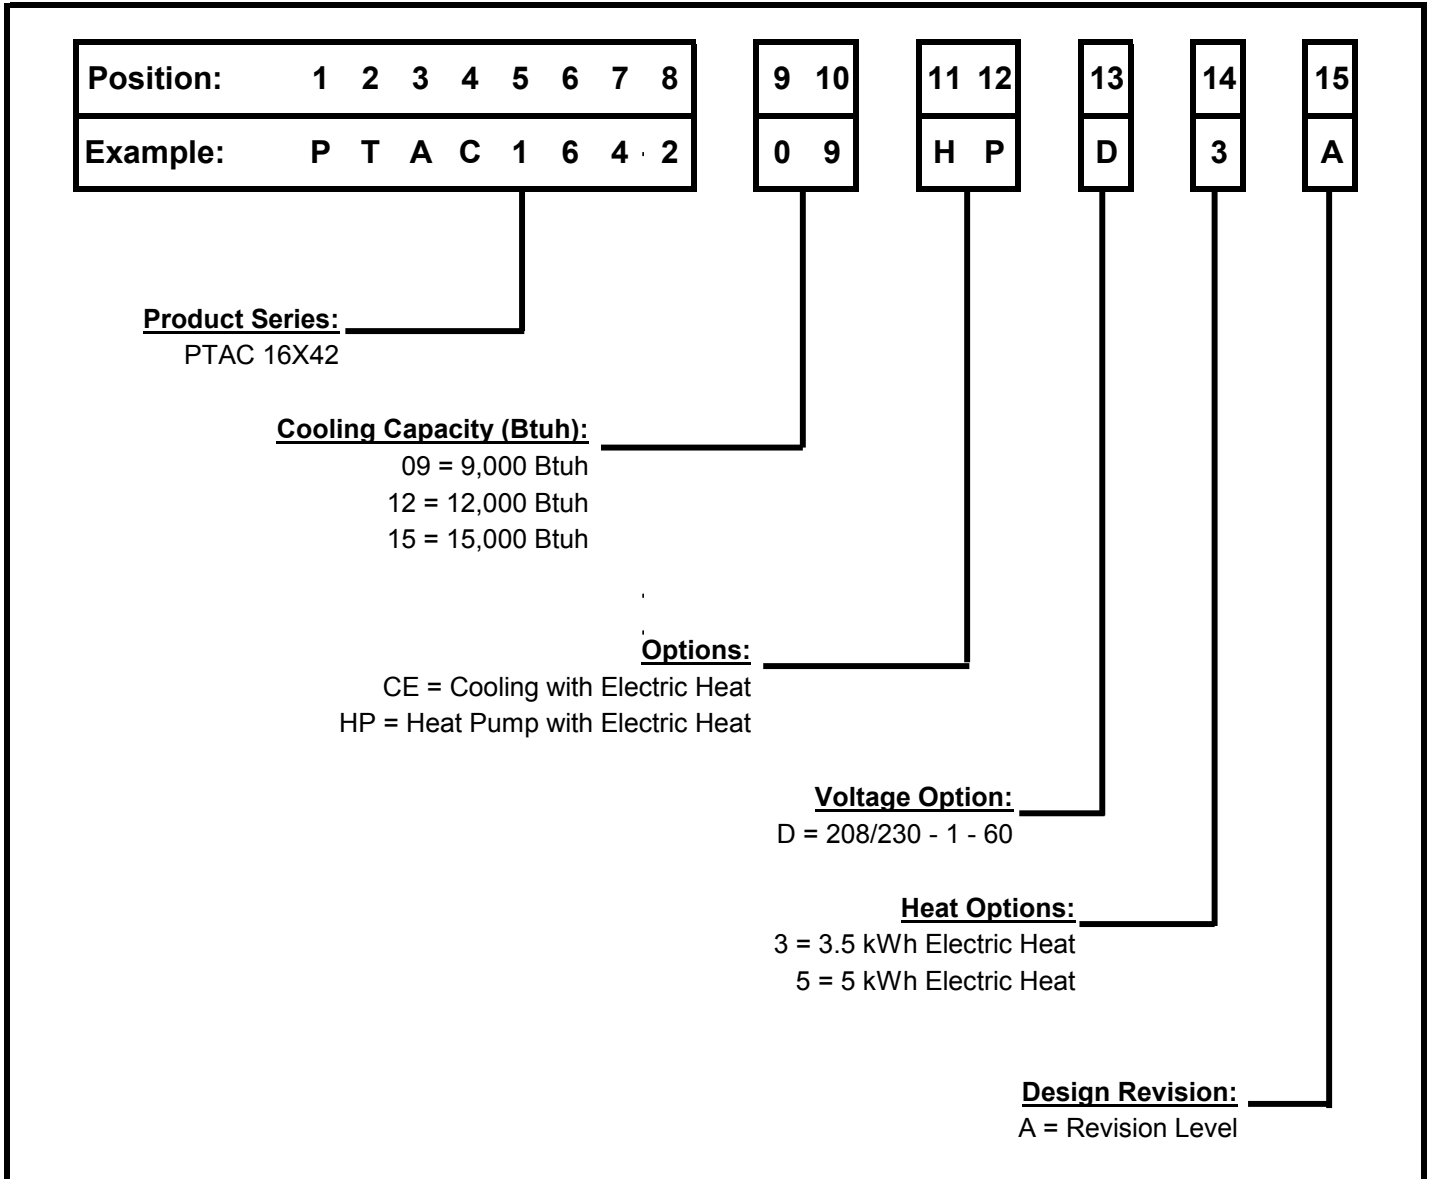 Position: 1 2 3 4 5 6 7 8 9 10 11 12 13 14 15
Example: P T A C 1 6 4 2 0 9 H P D 3 A
Product Series:
PTAC 16X42
Cooling Capacity (Btuh):
09 = 9,000 Btuh
12 = 12,000 Btuh
15 = 15,000 Btuh
Options:
CE = Cooling with Electric Heat
HP = Heat Pump with Electric Heat
Voltage Option:
D = 208/230 - 1 - 60
Heat Options:
3 = 3.5 kWh Electric Heat
5 = 5 kWh Electric Heat
Design Revision:
A = Revision Level